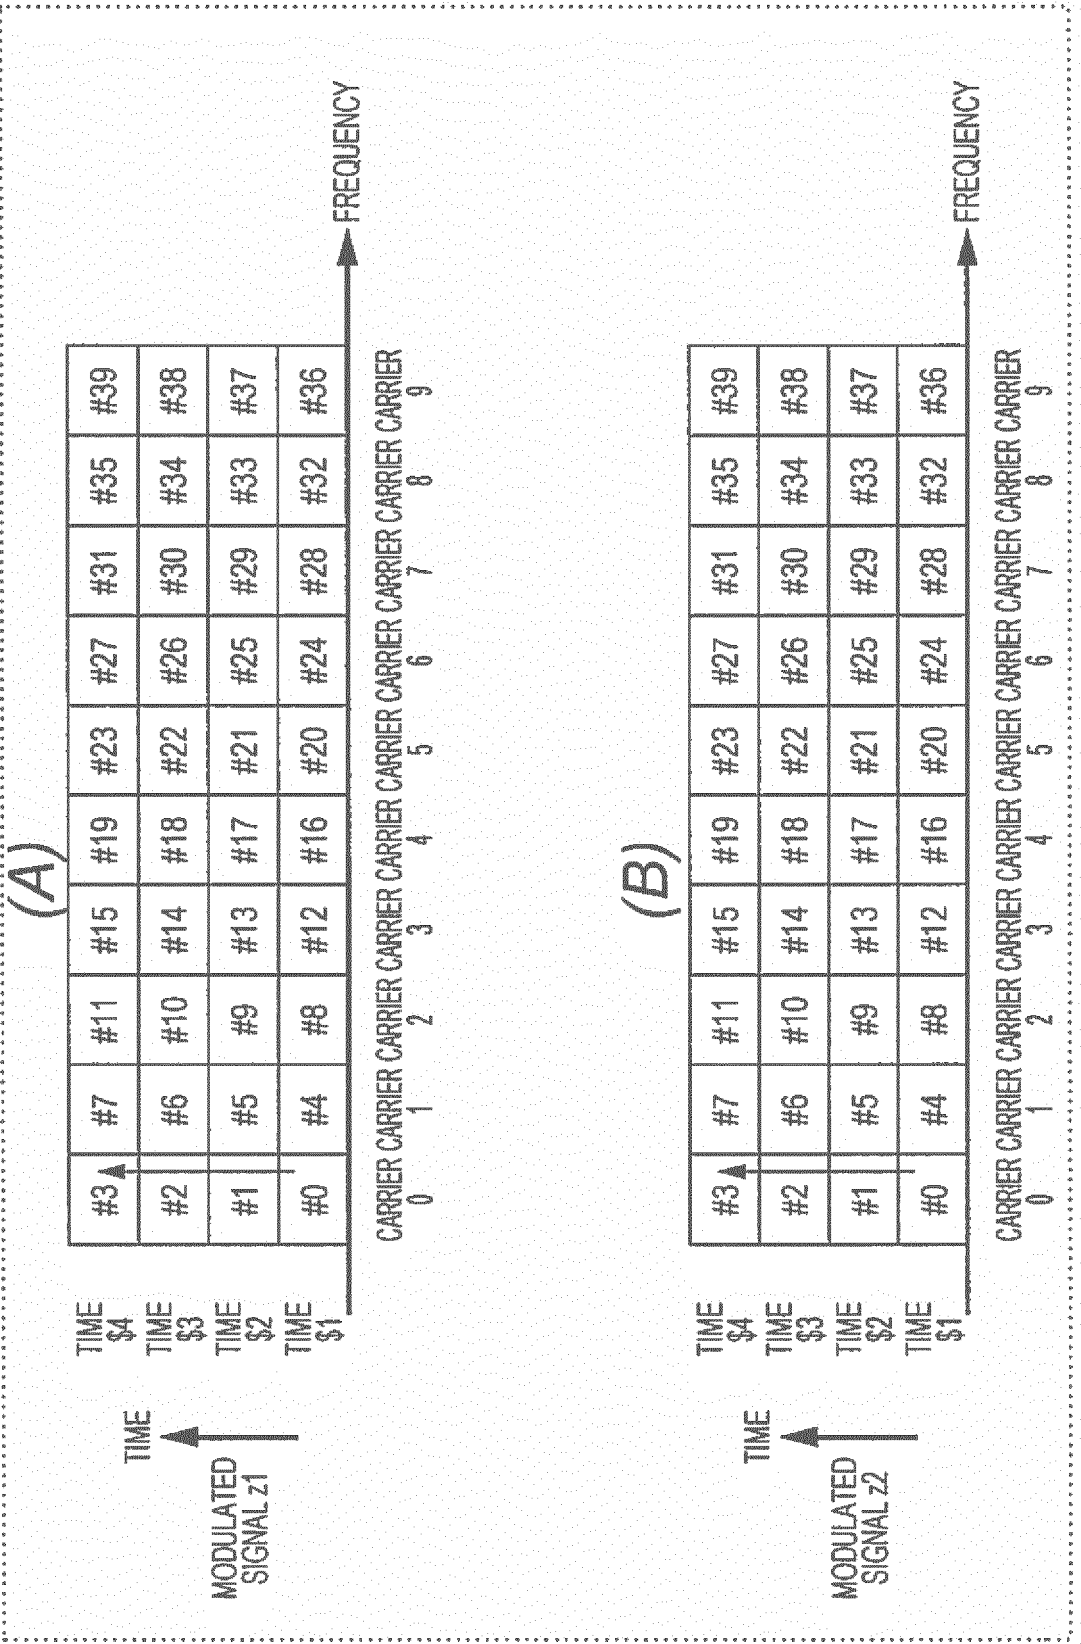 (A)
MODULATED
SIGNAL z1
TIME
TIME
$4
#3 #7 #11 #15 #19 #23 #27 #31 #35 #39
TIME
$3
#2 #6 #10 #14 #18 #22 #26 #30 #34 #38
TIME
$2
#1 #5 #9 #13 #17 #21 #25 #29 #33 #37
TIME
$1
#0 #4 #8 #12 #16 #20 #24 #28 #32 #36
FREQUENCY
CARRIER CARRIER CARRIER CARRIER CARRIER CARRIER CARRIER CARRIER CARRIER CARRIER
0 1 2 3 4 5 6 7 8 9
(B)
MODULATED
SIGNAL z2
TIME
TIME
$4
#3 #7 #11 #15 #19 #23 #27 #31 #35 #39
TIME
$3
#2 #6 #10 #14 #18 #22 #26 #30 #34 #38
TIME
$2
#1 #5 #9 #13 #17 #21 #25 #29 #33 #37
TIME
$1
#0 #4 #8 #12 #16 #20 #24 #28 #32 #36
FREQUENCY
CARRIER CARRIER CARRIER CARRIER CARRIER CARRIER CARRIER CARRIER CARRIER CARRIER
0 1 2 3 4 5 6 7 8 9